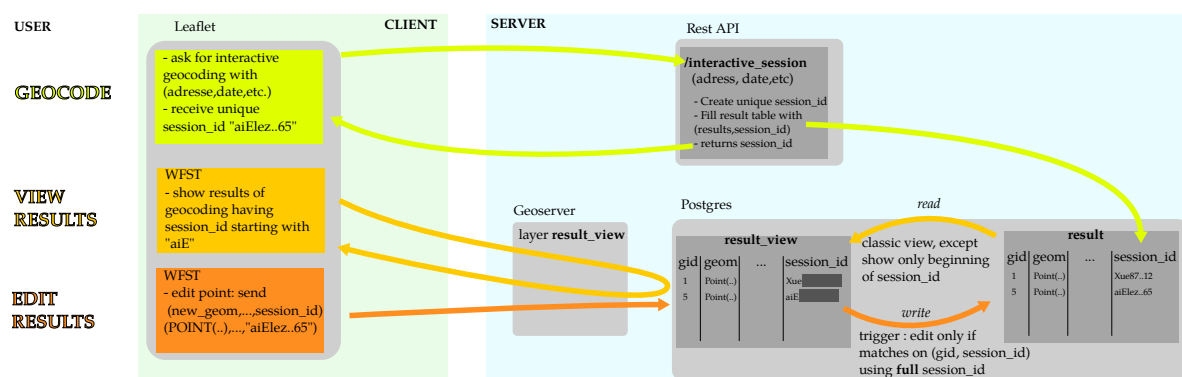 USER
Leaflet
CLIENT
SERVER
Rest API
GEOCODE
- ask for interactive
geocoding with
(adresse,date,etc.)
- receive unique
session_id "aiElez..65"
/interactive_session
(adress, date,etc)
- Create unique session_id
- Fill result table with
(results,session_id)
- returns session_id
VIEW
RESULTS
WFST
- show results of
geocoding having
session_id starting with
"aiE"
Geoserver
layer result_view
Postgres
result_view
gid geom ... session_id
1 Point(..) Xue
5 Point(..) aiE
read
classic view, except
show only beginning
of session_id
result
gid geom ... session_id
1 Point(..) Xue87..12
5 Point(..) aiElez..65
EDIT
RESULTS
WFST
- edit point: send
(new_geom,...,session_id)
(POINT(..),...,"aiElez..65")
write
trigger : edit only if
matches on (gid, session_id)
using full session_id